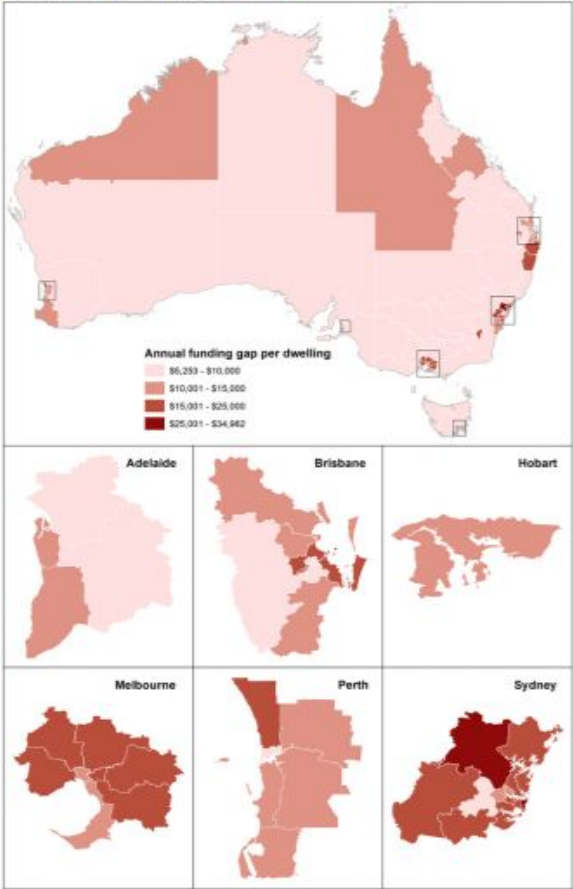 Annual funding gap per dwelling
$5,253 - $10,000
$10,001 - $15,000
$15,001 - $25,000
$25,001 - $34,962
Adelaide
Brisbane
Hobart
Melbourne
Perth
Sydney